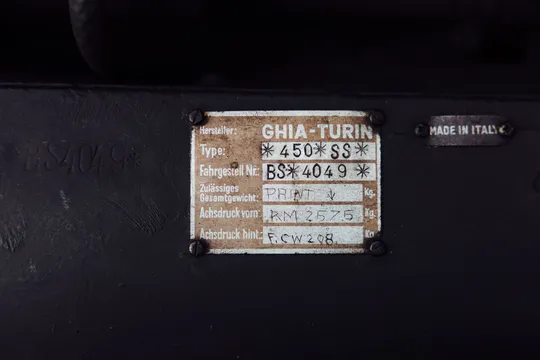 BS4049*
Hersteller: GHIA-TURIN
Type: *450*SS*
MADE IN ITALY
Fahrgestell Nr.: BS*4049*
Zulässiges Gesamtgewicht: PRINTS Kg.
Achsdruck vorn: RM 2575 Kg.
Achsdruck hint.: F.CW 208 Kg.